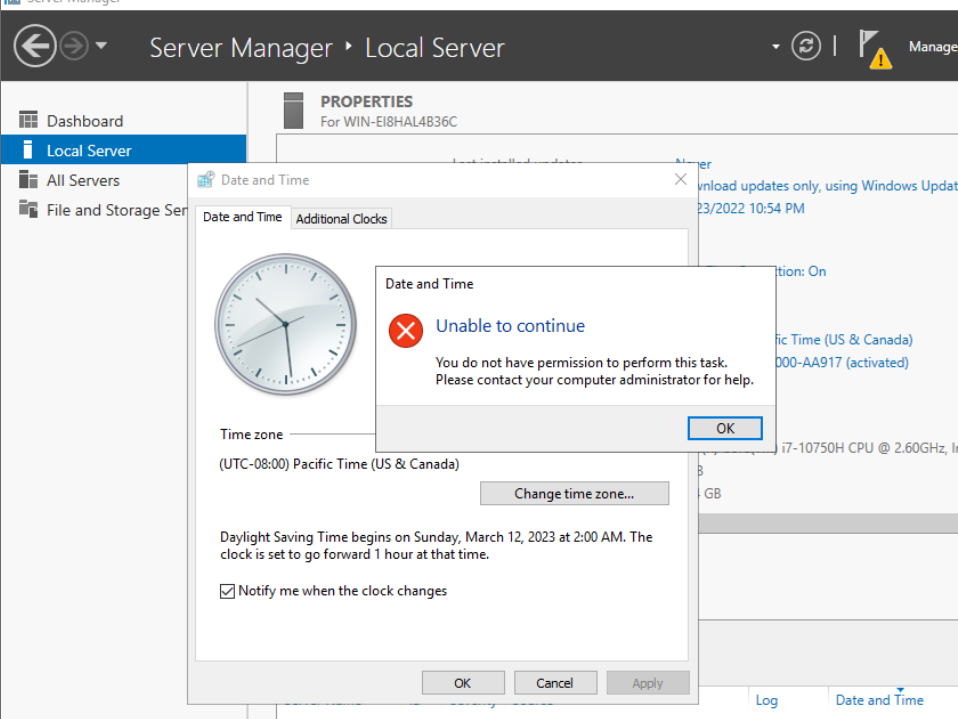 Server Manager
Server Manager ‣ Local Server
Manage
Dashboard
Local Server
All Servers
File and Storage Ser
PROPERTIES
For WIN-EI8HAL4B36C
Last installed updates
Never
wnload updates only, using Windows Updat
23/2022 10:54 PM
ction: On
fic Time (US & Canada)
000-AA917 (activated)
i7-10750H CPU @ 2.60GHz, I
GB
Date and Time
Date and Time
Additional Clocks
Time zone
(UTC-08:00) Pacific Time (US & Canada)
Change time zone...
Daylight Saving Time begins on Sunday, March 12, 2023 at 2:00 AM. The
clock is set to go forward 1 hour at that time.
Notify me when the clock changes
OK
Cancel
Apply
Date and Time
Unable to continue
You do not have permission to perform this task.
Please contact your computer administrator for help.
OK
Log
Date and Time